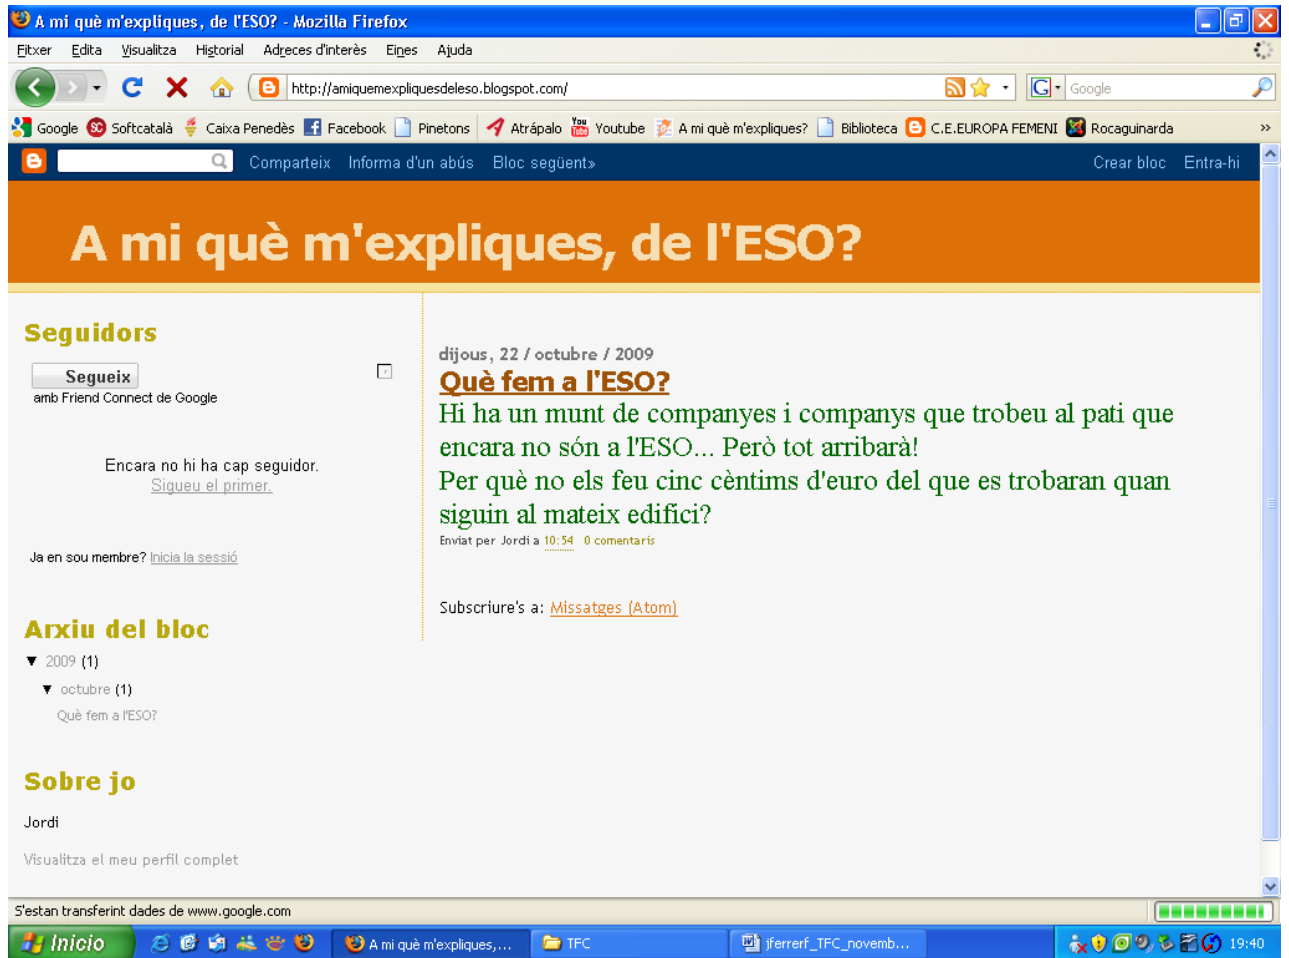 A mi què m'expliques, de l'ESO? - Mozilla Firefox
Fitxer Edita Visualitza Historial Adreces d'interès Eines Ajuda
http://amiquemexpliquesdeleso.blogspot.com/
Google
Google Softcatalà Caixa Penedès Facebook Pinetons Atrápalo Youtube A mi què m'expliques? Biblioteca C.E.EUROPA FEMENI Rocaguinarda »
Comparteix Informa d'un abús Bloc següent» Crear bloc Entra-hi
A mi què m'expliques, de l'ESO?
Seguidors
Segueix
amb Friend Connect de Google
Encara no hi ha cap seguidor.
Sigueu el primer.
Ja en sou membre? Inicia la sessió
Arxiu del bloc
▼ 2009 (1)
▼ octubre (1)
Què fem a l'ESO?
Sobre jo
Jordi
Visualitza el meu perfil complet
dijous, 22 / octubre / 2009
Què fem a l'ESO?
Hi ha un munt de companyes i companys que trobeu al pati que
encara no són a l'ESO... Però tot arribarà!
Per què no els feu cinc cèntims d'euro del que es trobaran quan
siguin al mateix edifici?
Enviat per Jordi a 10:54 0 comentaris
Subscriure's a: Missatges (Atom)
S'estan transferint dades de www.google.com
Inicio A mi què m'expliques,... TFC jferrerf_TFC_novemb... 19:40